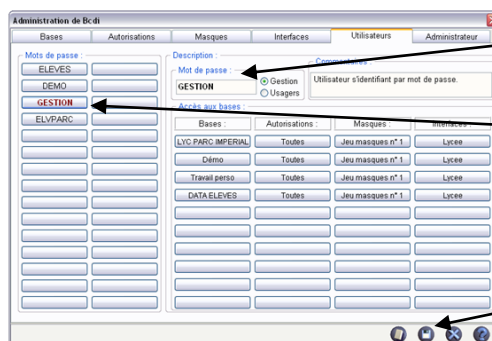 Administration de Bcdi
Bases Autorisations Masques Interfaces Utilisateurs Administrateur
Mots de passe :
ELEVES
DEMO
GESTION
ELVPARC
Description :
Mot de passe :
GESTION
Gestion
Usagers
Commentaires :
Utilisateur s'identifiant par mot de passe.
Accès aux bases :
Bases : Autorisations : Masques : Interfaces :
LYC PARC IMPERIAL Toutes Jeu masques n° 1 Lycee
Démo Toutes Jeu masques n° 1 Lycee
Travail perso Toutes Jeu masques n° 1 Lycee
DATA ELEVES Toutes Jeu masques n° 1 Lycee